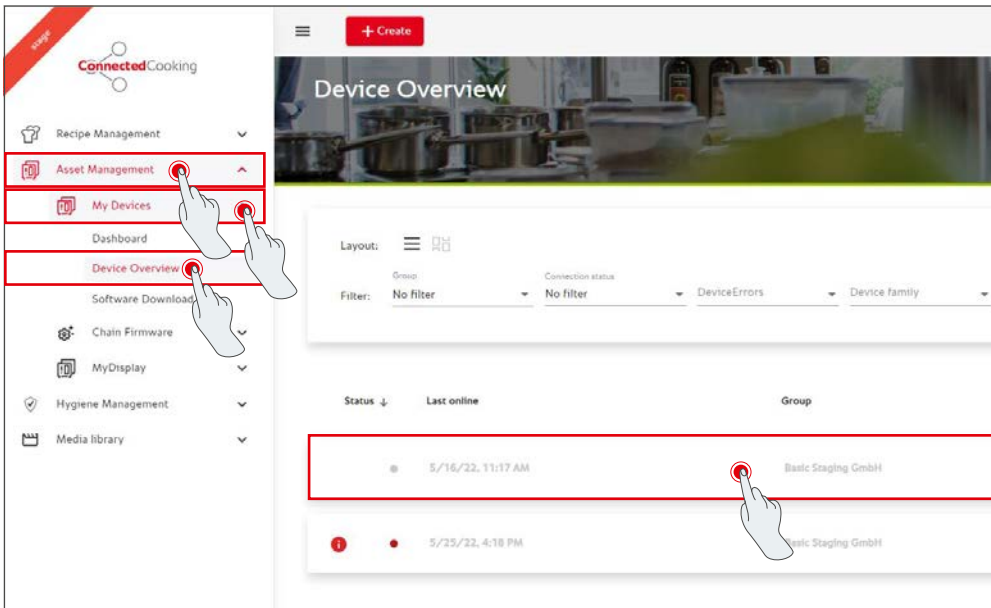 stage
ConnectedCooking
Recipe Management
Asset Management
My Devices
Dashboard
Device Overview
Software Download
Chain Firmware
MyDisplay
Hygiene Management
Media library
+ Create
Device Overview
Layout:
Group
Connection status
Filter: No filter No filter DeviceErrors Device family
Status ↓ Last online Group
5/16/22, 11:17 AM Basic Staging GmbH
5/25/22, 4:18 PM Basic Staging GmbH